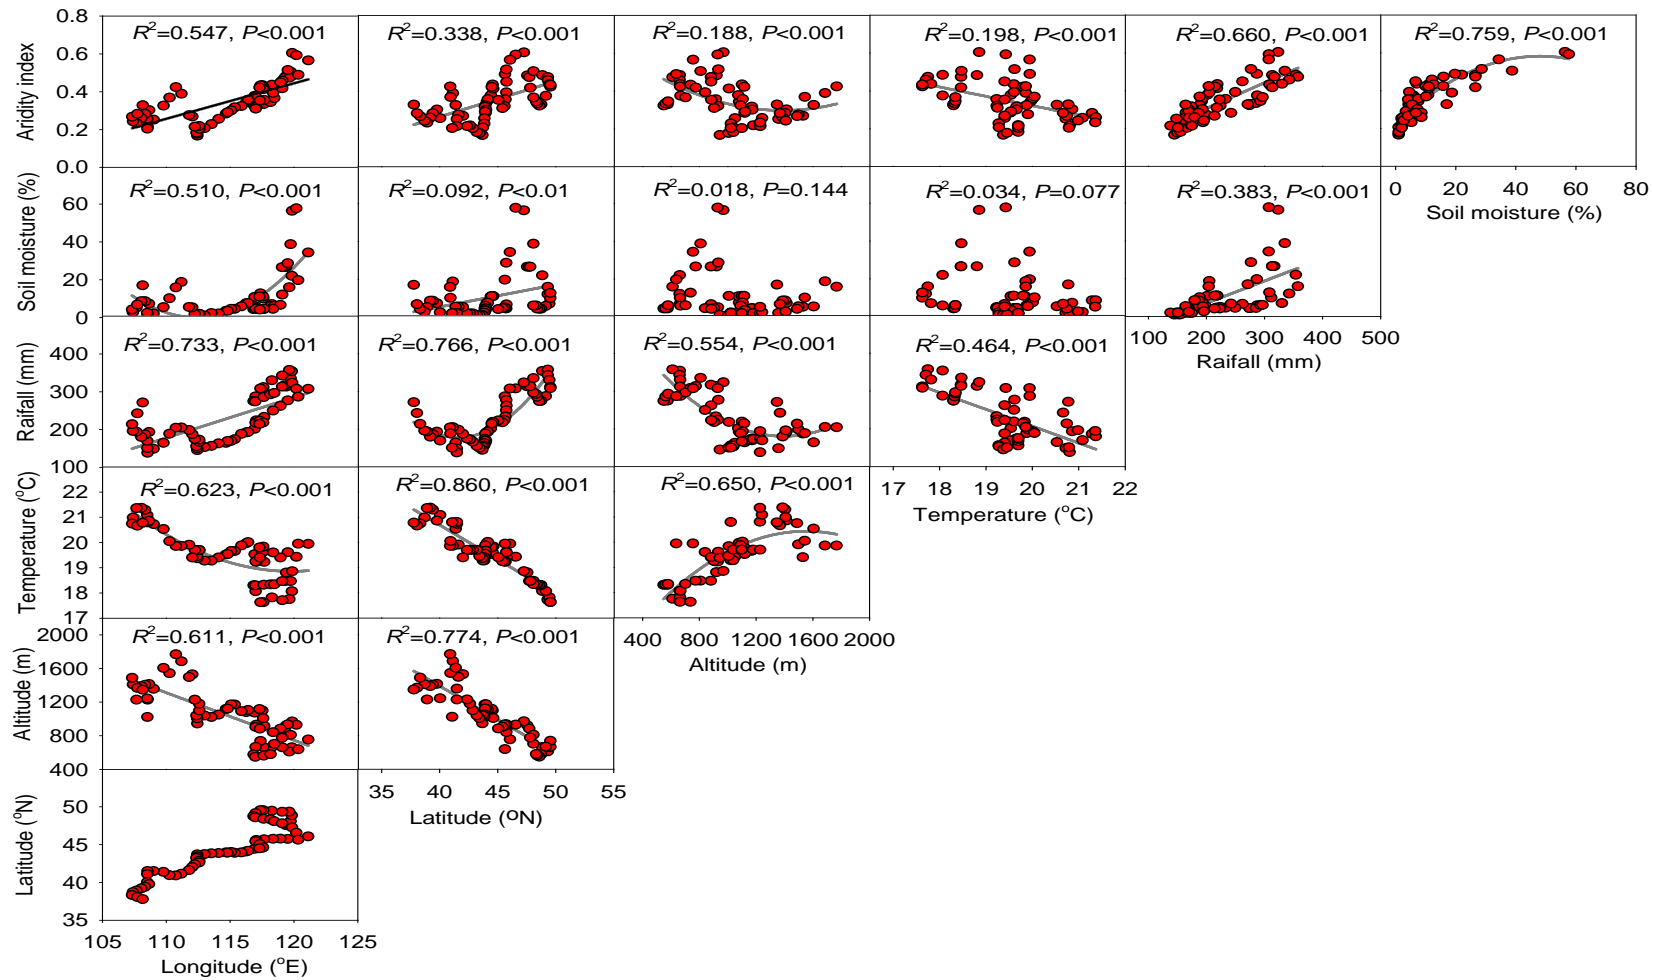 0.8
0.6
0.4
0.2
0.0
Aridity index
R²=0.547, P<0.001
R²=0.338, P<0.001
R²=0.188, P<0.001
R²=0.198, P<0.001
R²=0.660, P<0.001
R²=0.759, P<0.001
0 20 40 60 80
Soil moisture (%)
60
40
20
0
Soil moisture (%)
R²=0.510, P<0.001
R²=0.092, P<0.01
R²=0.018, P=0.144
R²=0.034, P=0.077
R²=0.383, P<0.001
100 200 300 400 500
Raifall (mm)
400
300
200
100
Raifall (mm)
R²=0.733, P<0.001
R²=0.766, P<0.001
R²=0.554, P<0.001
R²=0.464, P<0.001
17 18 19 20 21 22
Temperature (°C)
22
21
20
19
18
17
Temperature (°C)
R²=0.623, P<0.001
R²=0.860, P<0.001
R²=0.650, P<0.001
400 800 1200 1600 2000
Altitude (m)
2000
1600
1200
800
400
Altitude (m)
R²=0.611, P<0.001
R²=0.774, P<0.001
35 40 45 50 55
Latitude (ON)
50
45
40
35
Latitude (°N)
105 110 115 120 125
Longitude (°E)